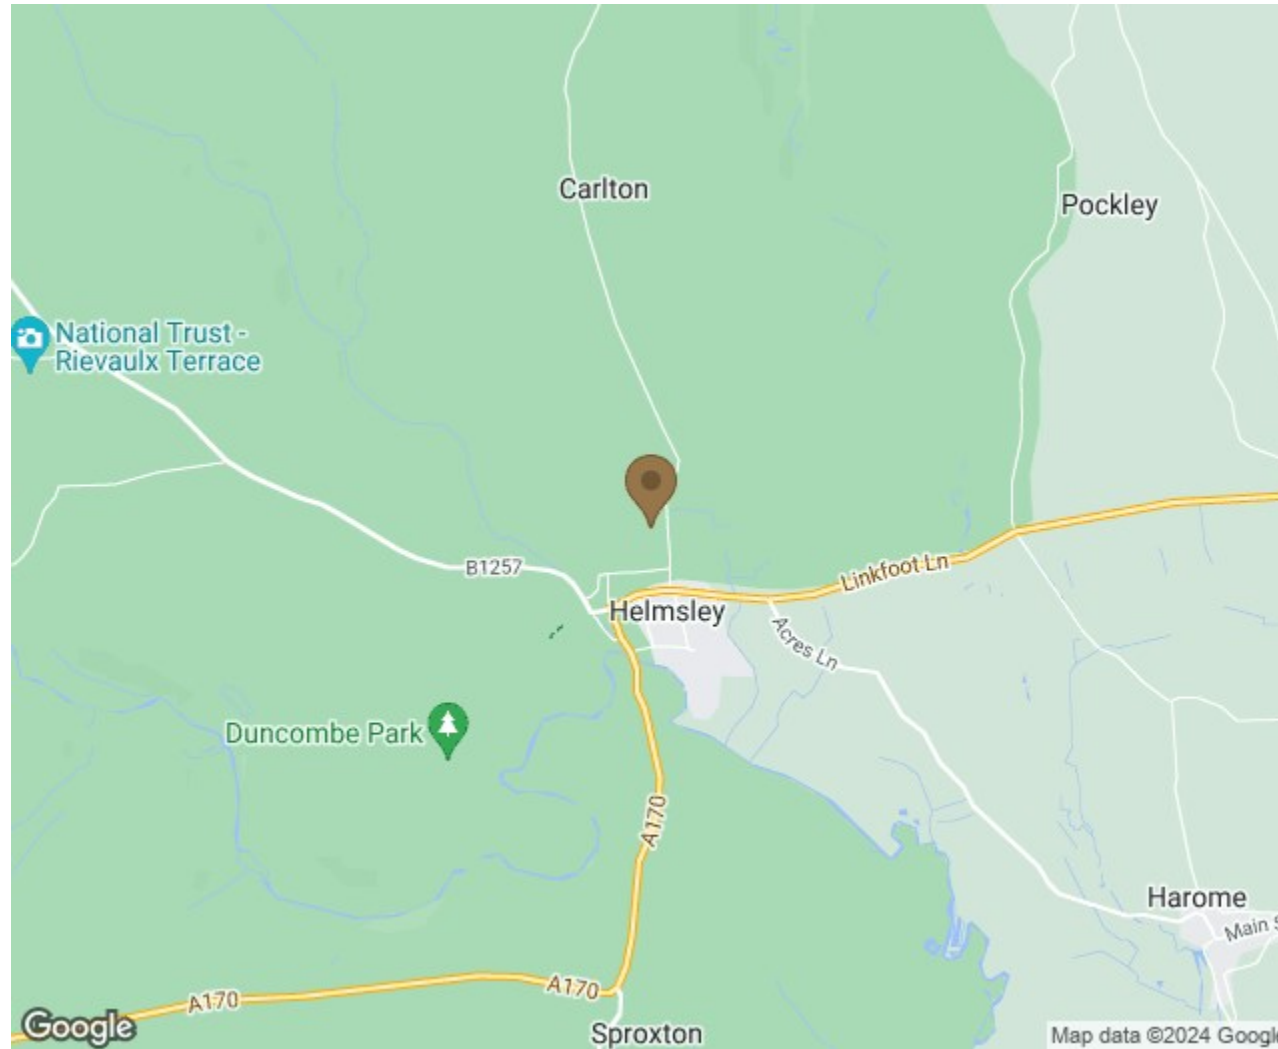 Carlton
Pockley
National Trust -
Rievaulx Terrace
B1257
Linkfoot Ln
Helmsley
Acres Ln
Duncombe Park
A170
Harome
Main S
A170
A170
Google
Sproxton
Map data ©2024 Google